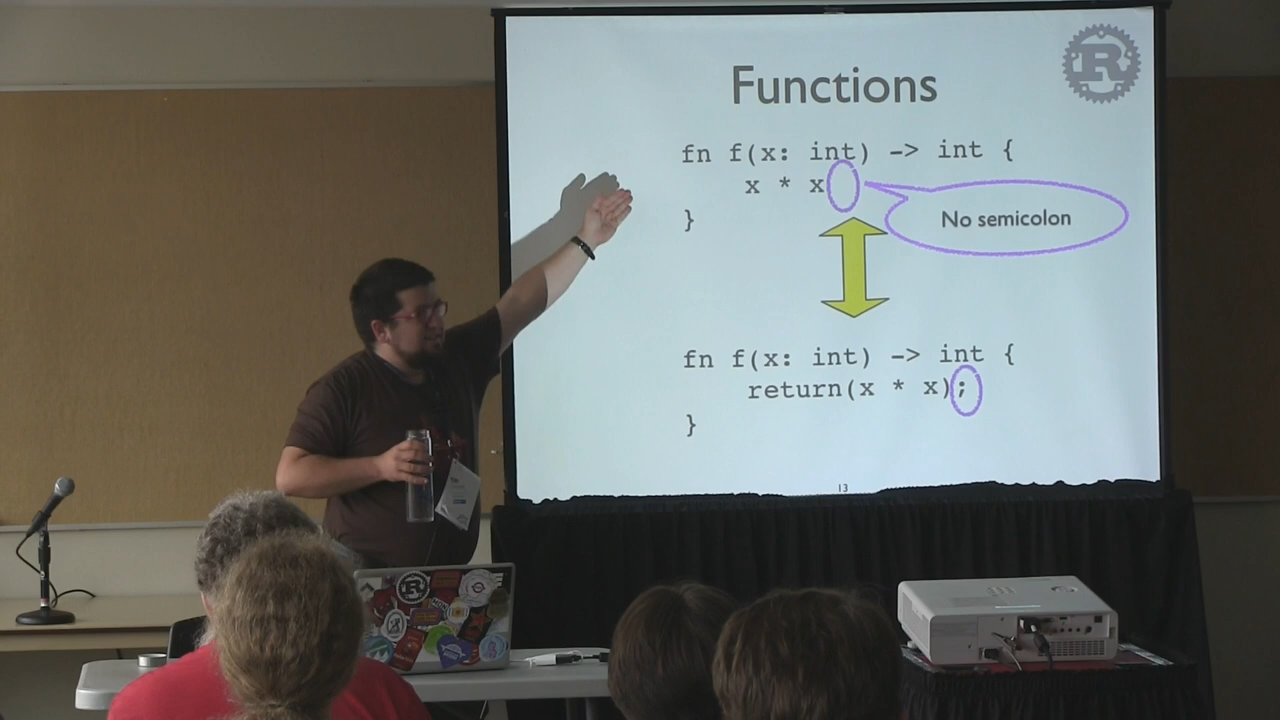 Functions
R
fn f(x: int) -> int {
x * x
}
No semicolon
fn f(x: int) -> int {
return(x * x);
}
13
R